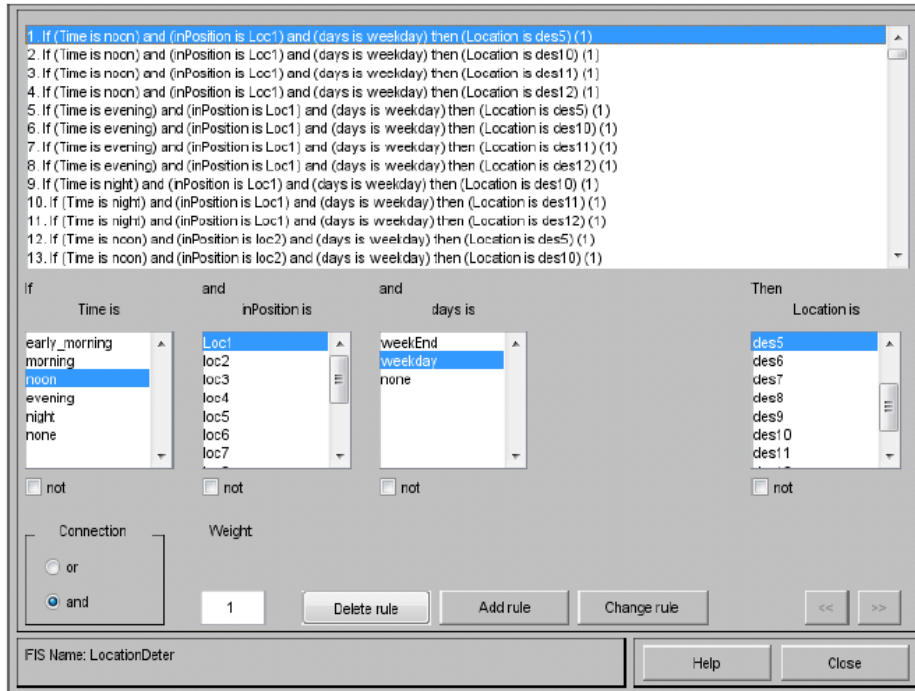 1. If (Time is noon) and (inPosition is Loc1) and (days is weekday) then (Location is des5) (1)
2. If (Time is noon) and (inPosition is Loc1) and (days is weekday) then (Location is des10) (1)
3. If (Time is noon) and (inPosition is Loc1) and (days is weekday) then (Location is des11) (1)
4. If (Time is noon) and (inPosition is Loc1) and (days is weekday) then (Location is des12) (1)
5. If (Time is evening) and (inPosition is Loc1) and (days is weekday) then (Location is des5) (1)
6. If (Time is evening) and (inPosition is Loc1) and (days is weekday) then (Location is des10) (1)
7. If (Time is evening) and (inPosition is Loc1) and (days is weekday) then (Location is des11) (1)
8. If (Time is evening) and (inPosition is Loc1) and (days is weekday) then (Location is des12) (1)
9. If (Time is night) and (inPosition is Loc1) and (days is weekday) then (Location is des10) (1)
10. If (Time is night) and (inPosition is Loc1) and (days is weekday) then (Location is des11) (1)
11. If (Time is night) and (inPosition is Loc1) and (days is weekday) then (Location is des12) (1)
12. If (Time is noon) and (inPosition is loc2) and (days is weekday) then (Location is des5) (1)
13. If (Time is noon) and (inPosition is loc2) and (days is weekday) then (Location is des10) (1)
If and and Then
Time is inPosition is days is Location is
early_morning Loc1 weekEnd des5
morning loc2 weekday des6
noon loc3 none des7
evening loc4 des8
night loc5 des9
none loc6 des10
loc7 des11
not not not not
Connection Weight:
or
and 1 Delete rule Add rule Change rule << >>
FIS Name: LocationDeter Help Close